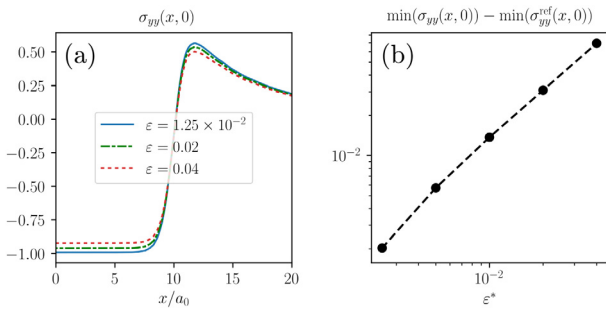 σ_yy(x, 0)
(a)
0.50
0.25
0.00
−0.25
−0.50
−0.75
−1.00
ε = 1.25 × 10⁻²
ε = 0.02
ε = 0.04
0 5 10 15 20
x/a₀
min(σ_yy(x, 0)) − min(σ_yy^ref(x, 0))
(b)
10⁻²
10⁻²
ε*